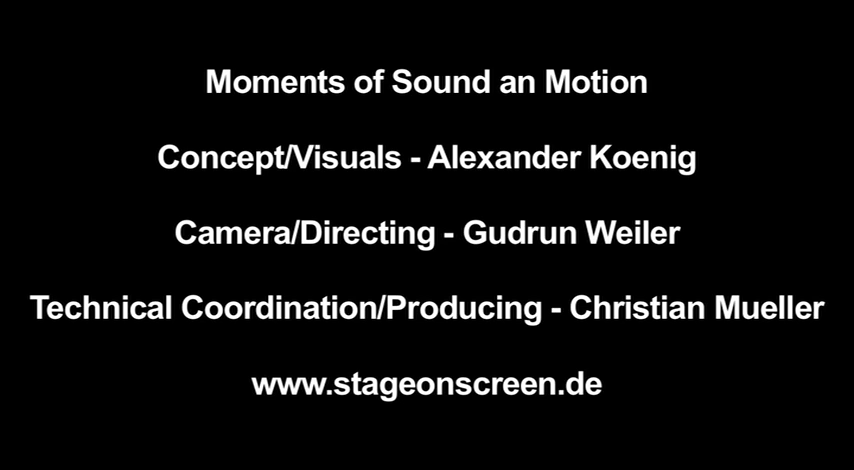 Moments of Sound an Motion
Concept/Visuals - Alexander Koenig
Camera/Directing - Gudrun Weiler
Technical Coordination/Producing - Christian Mueller
www.stageonscreen.de